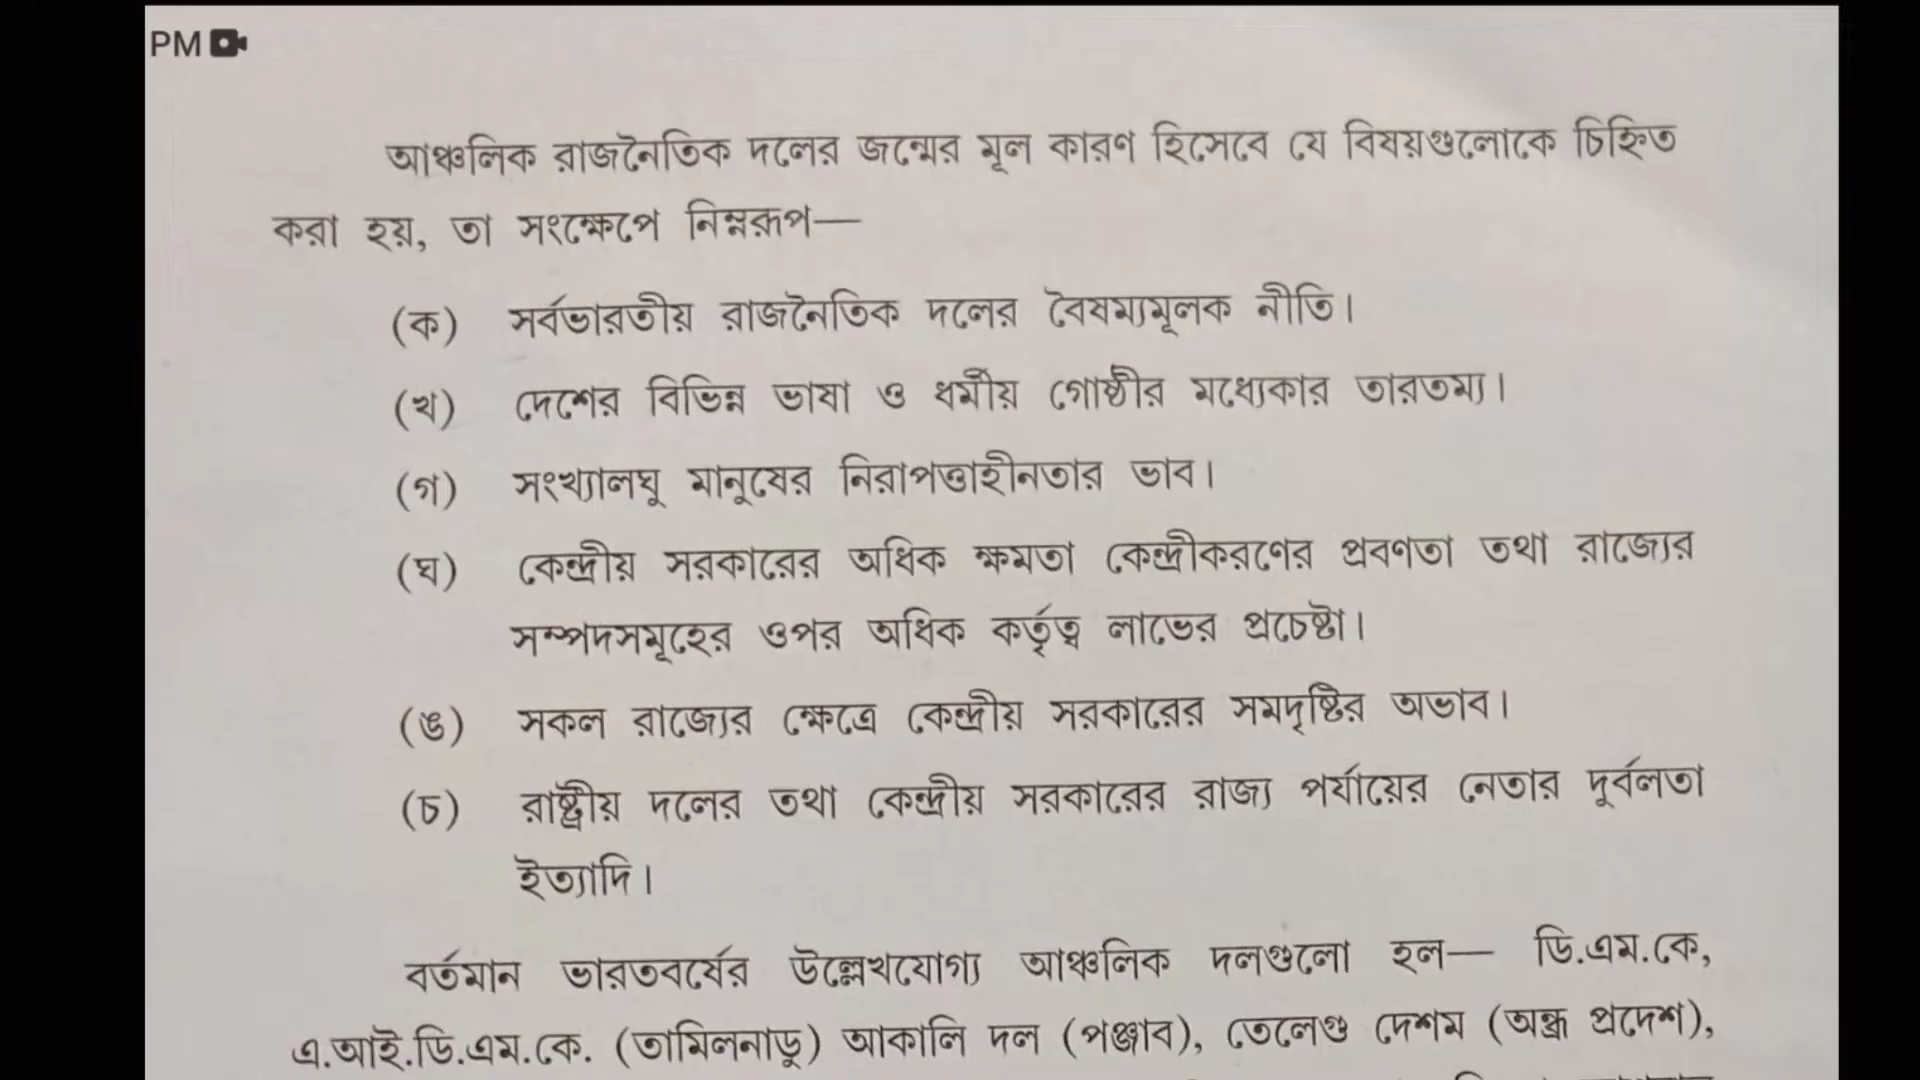 PM
আঞ্চলিক রাজনৈতিক দলের জন্মের মূল কারণ হিসেবে যে বিষয়গুলোকে চিহ্নিত
করা হয়, তা সংক্ষেপে নিম্নরূপ—
(ক) সর্বভারতীয় রাজনৈতিক দলের বৈষম্যমূলক নীতি।
(খ) দেশের বিভিন্ন ভাষা ও ধর্মীয় গোষ্ঠীর মধ্যেকার তারতম্য।
(গ) সংখ্যালঘু মানুষের নিরাপত্তাহীনতার ভাব।
(ঘ) কেন্দ্রীয় সরকারের অধিক ক্ষমতা কেন্দ্রীকরণের প্রবণতা তথা রাজ্যের
সম্পদসমূহের ওপর অধিক কর্তৃত্ব লাভের প্রচেষ্টা।
(ঙ) সকল রাজ্যের ক্ষেত্রে কেন্দ্রীয় সরকারের সমদৃষ্টির অভাব।
(চ) রাষ্ট্রীয় দলের তথা কেন্দ্রীয় সরকারের রাজ্য পর্যায়ের নেতার দুর্বলতা
ইত্যাদি।
বর্তমান ভারতবর্ষের উল্লেখযোগ্য আঞ্চলিক দলগুলো হল— ডি.এম.কে,
এ.আই.ডি.এম.কে. (তামিলনাড়ু) আকালি দল (পঞ্জাব), তেলেগু দেশম (অন্ধ্র প্রদেশ),